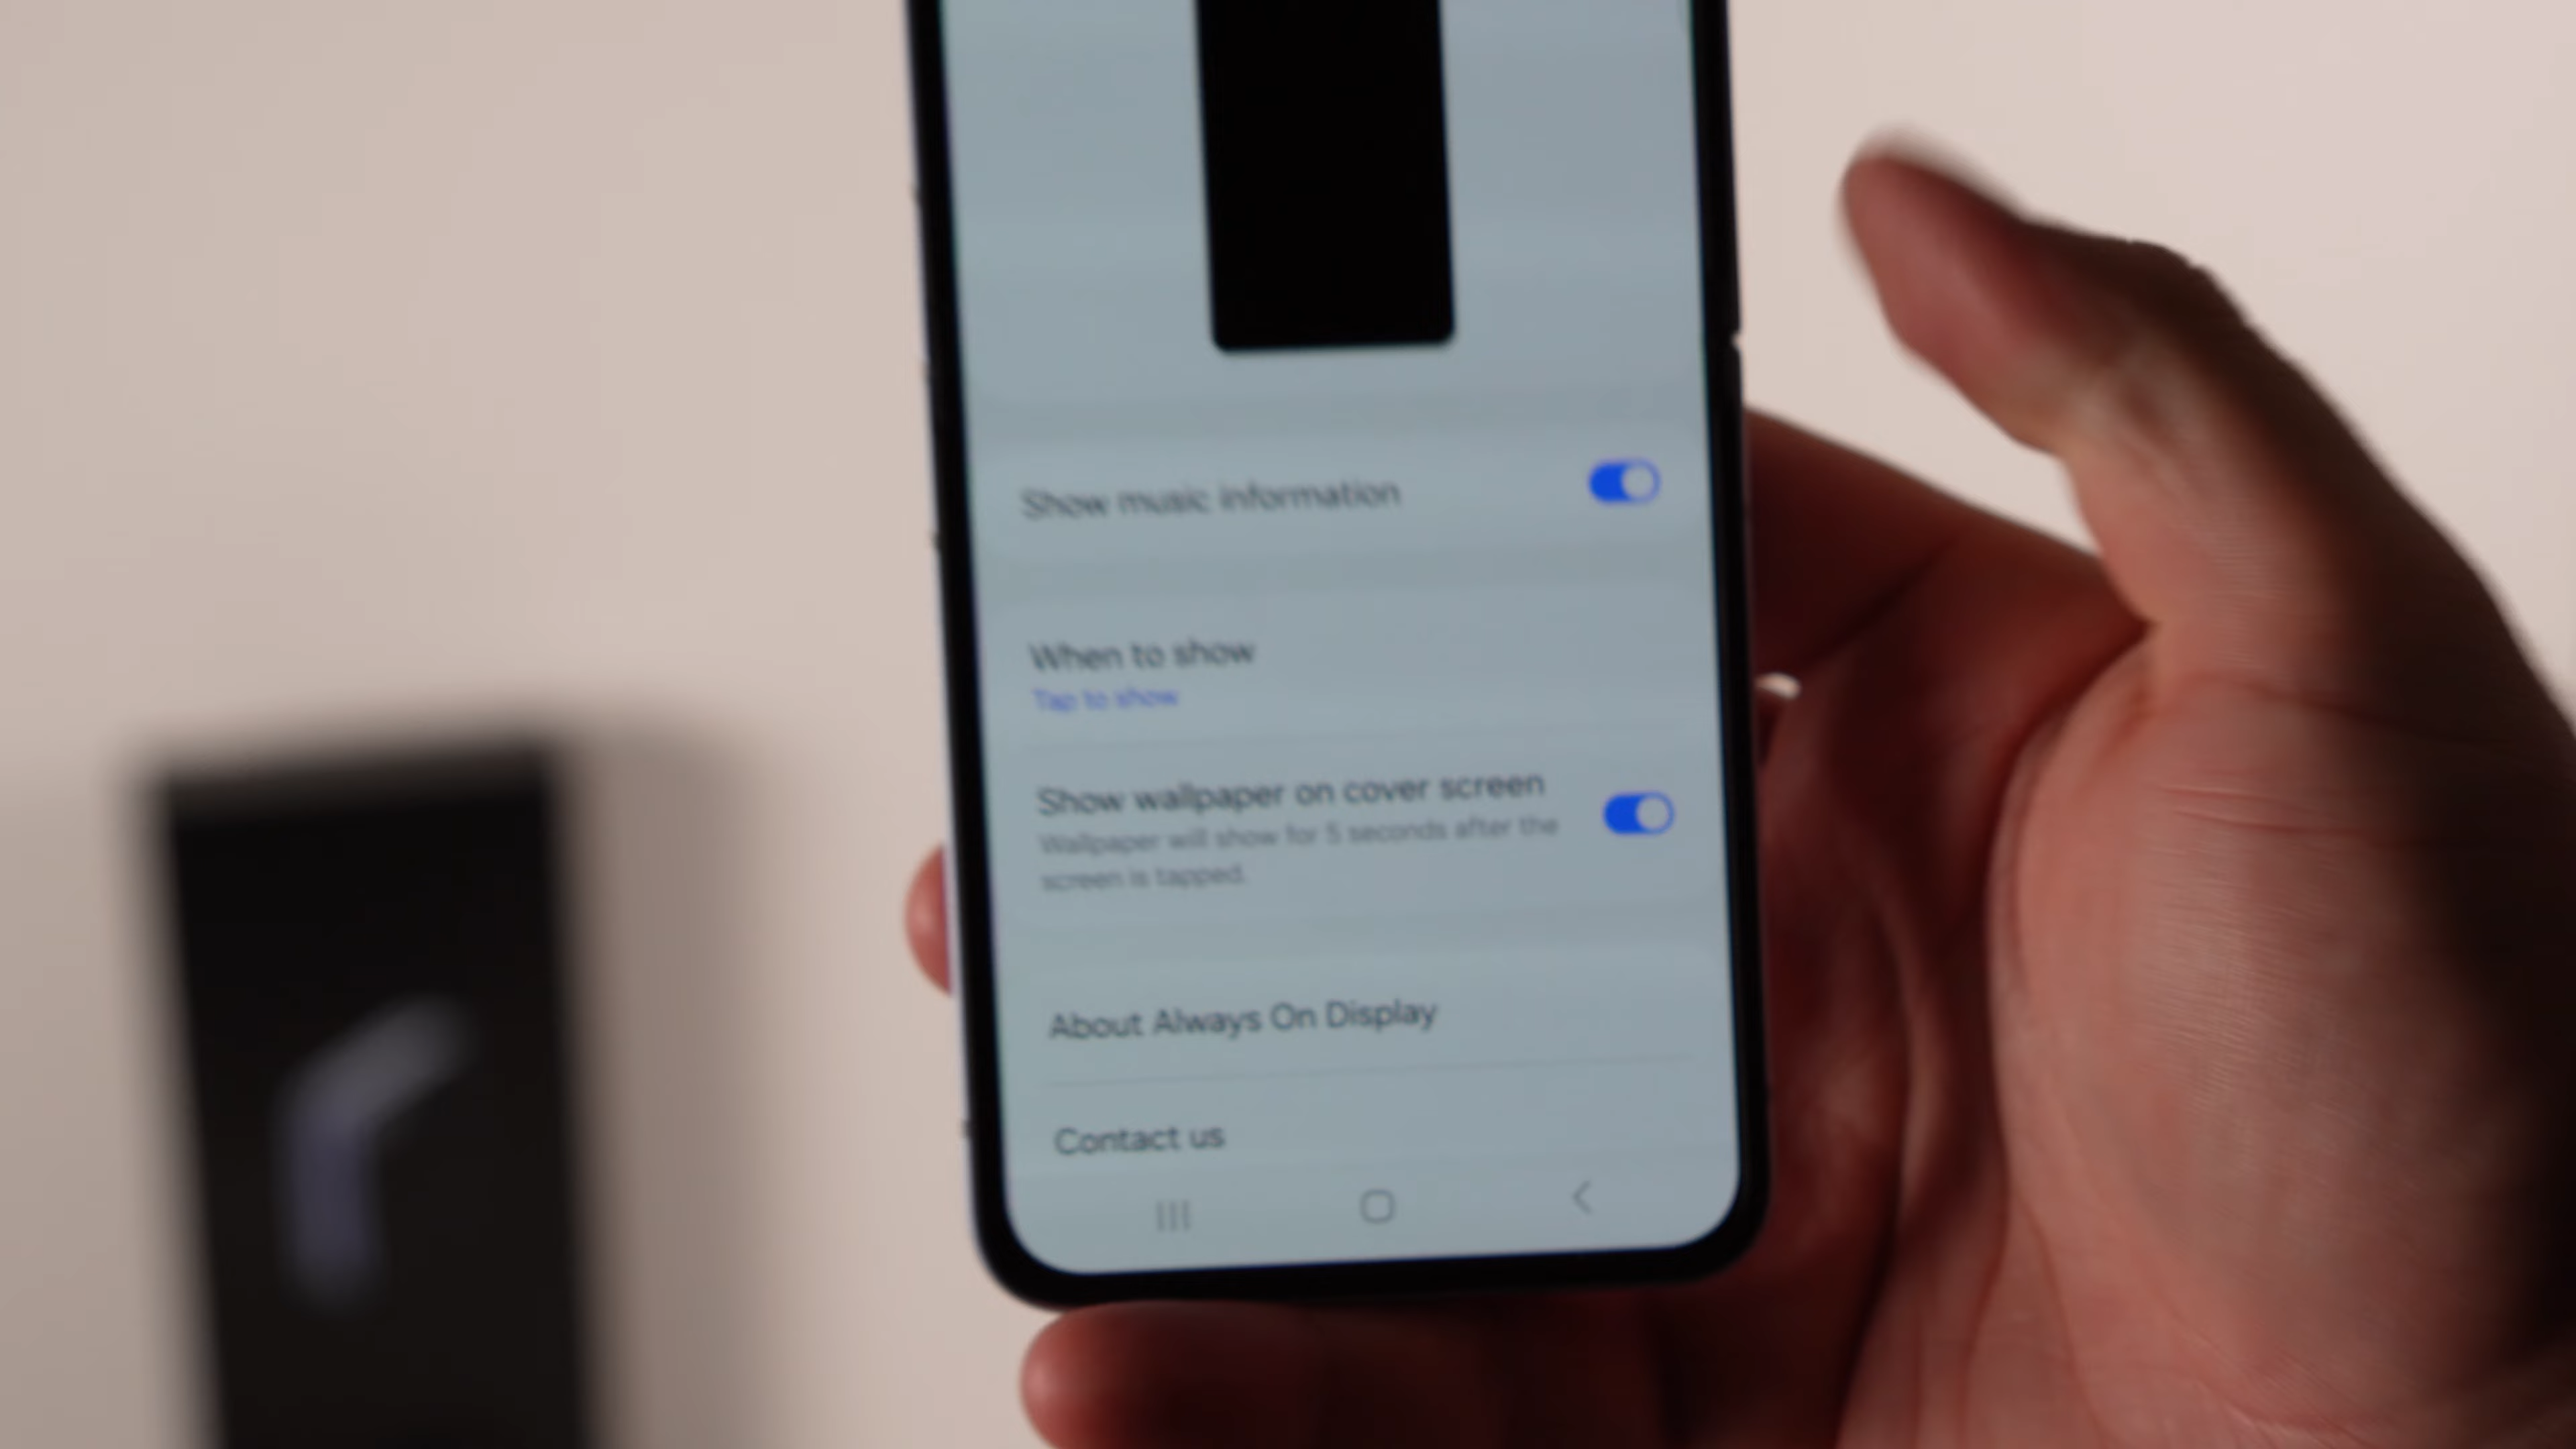 Show music information
When to show
Tap to show
Show wallpaper on cover screen
Wallpaper will show for 5 seconds after the
screen is tapped.
About Always On Display
Contact us